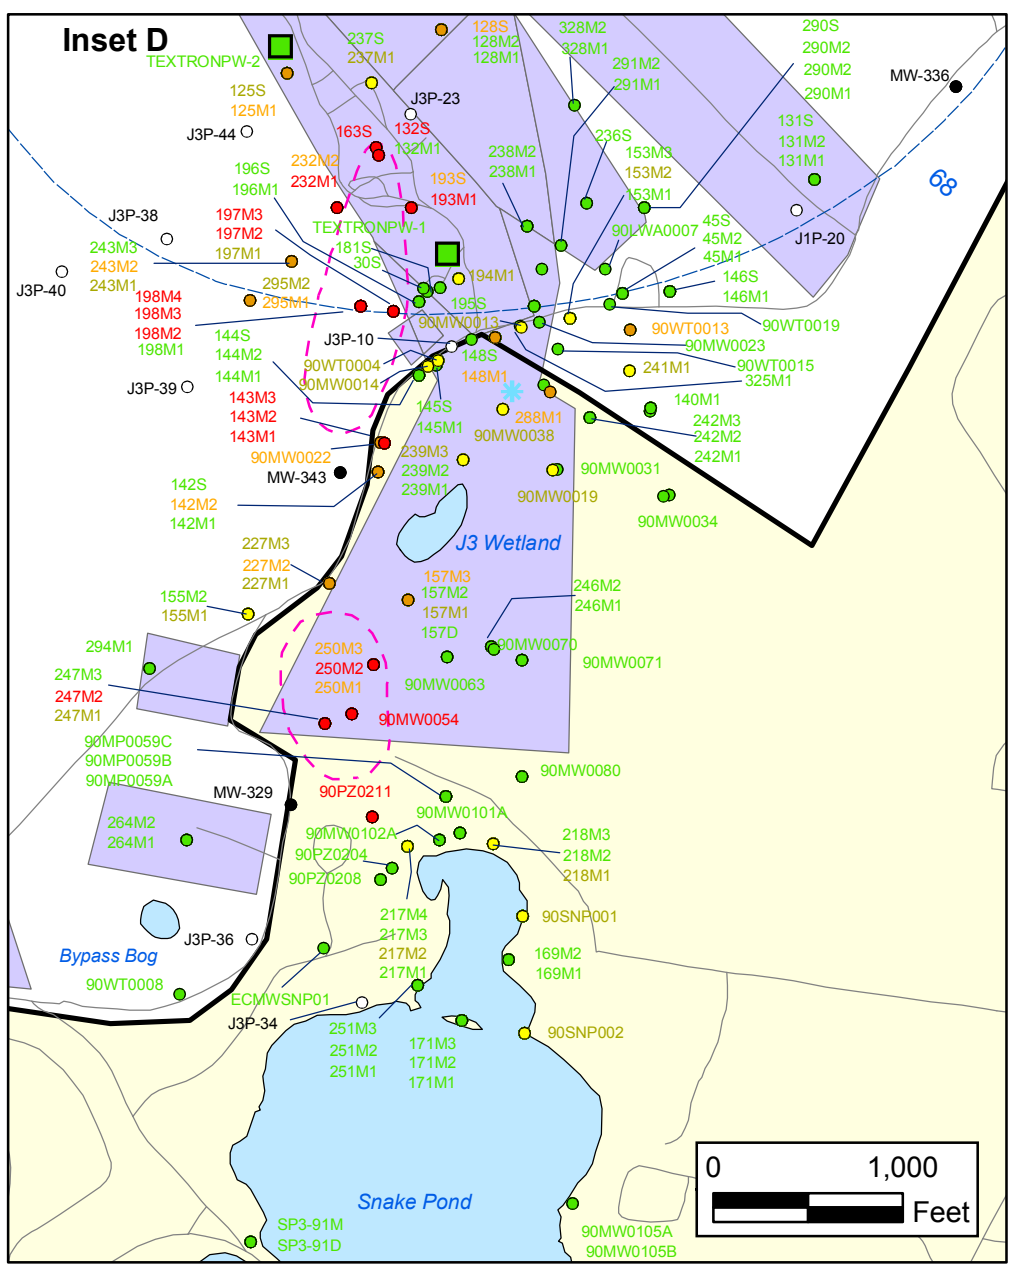 Inset D
TEXTRONPW-2
237S
237M1
128S
128M2
128M1
328M2
328M1
290S
290M2
290M2
290M1
291M2
291M1
MW-336
125S
125M1
J3P-23
J3P-44
163S
132S
132M1
131S
131M2
131M1
236S
153M3
153M2
153M1
238M2
238M1
232M2
232M1
196S
196M1
193S
193M1
68
J3P-38
197M3
197M2
197M1
TEXTRONPW-1
181S
30S
90LWA0007
45S
45M2
45M1
J1P-20
243M3
243M2
243M1
J3P-40
194M1
146S
146M1
295M2
295M1
198M4
198M3
198M2
198M1
195S
90MW0013
90WT0013
90WT0019
90MW0023
144S
144M2
144M1
J3P-10
148S
148M1
90WT004
90MW0014
241M1
90WT0015
325M1
J3P-39
143M3
143M2
143M1
145S
145M1
288M1
90MW0038
140M1
242M3
242M2
242M1
90MW0022
MW-343
239M3
239M2
239M1
90MW0031
90MW0019
90MW0034
142S
142M2
142M1
J3 Wetland
227M3
227M2
227M1
155M2
155M1
157M3
157M2
157M1
157D
246M2
246M1
294M1
247M3
247M2
247M1
250M3
250M2
250M1
90MW0070
90MW0071
90MW0063
90MW0054
90MP0059C
90MP0059B
90MP0059A
90MW0080
MW-329
90PZ0211
90MW0101A
90MW0102A
264M2
264M1
90PZ0204
90PZ0208
218M3
218M2
218M1
217M4
217M3
217M2
217M1
90SNP001
J3P-36
Bypass Bog
169M2
169M1
90WT0008
ECMWSNP01
J3P-34
251M3
251M2
251M1
171M3
171M2
171M1
90SNP002
0 1,000
Feet
Snake Pond
SP3-91M
SP3-91D
90MW0105A
90MW0105B